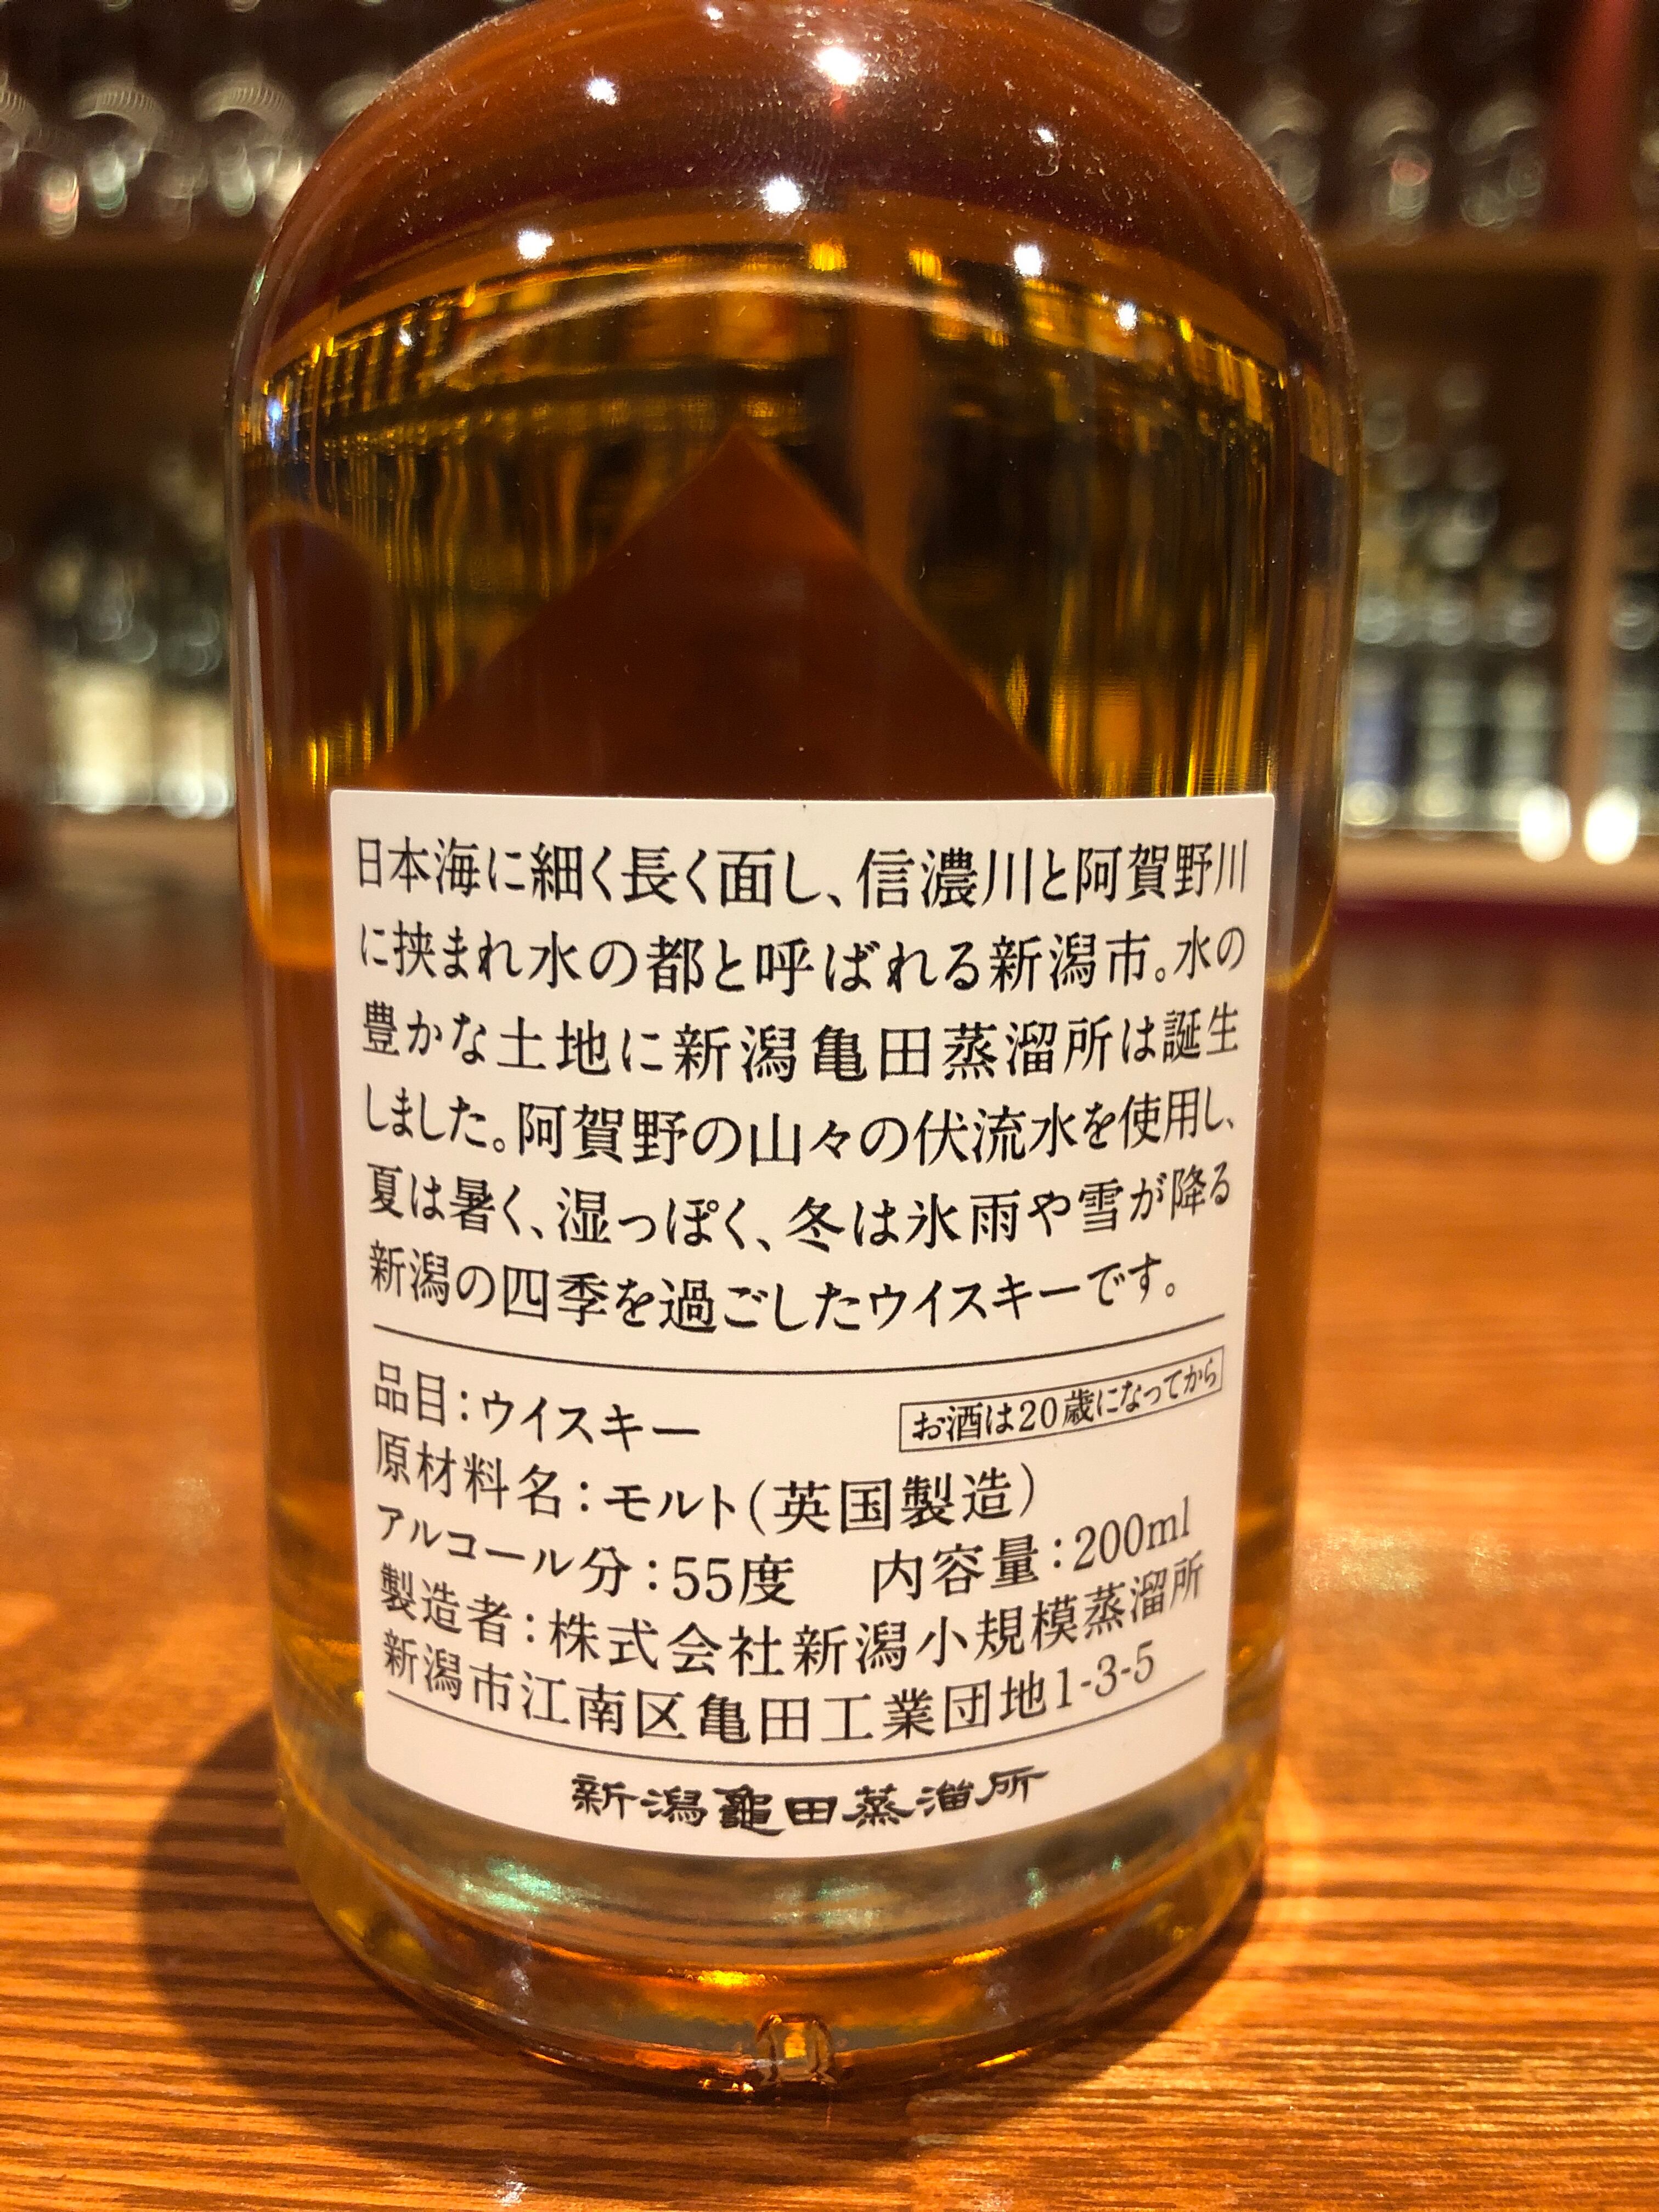 日本海に細く長く面し、信濃川と阿賀野川
に挟まれ水の都と呼ばれる新潟市。水の
豊かな土地に新潟亀田蒸溜所は誕生
しました。阿賀野の山々の伏流水を使用し、
夏は暑く、湿っぽく、冬は氷雨や雪が降る
新潟の四季を過ごしたウイスキーです。
品目：ウイスキー
お酒は20歳になってから
原材料名：モルト（英国製造）
アルコール分：55度　内容量：200ml
製造者：株式会社新潟小規模蒸溜所
新潟市江南区亀田工業団地1-3-5
新潟龜田蒸溜所